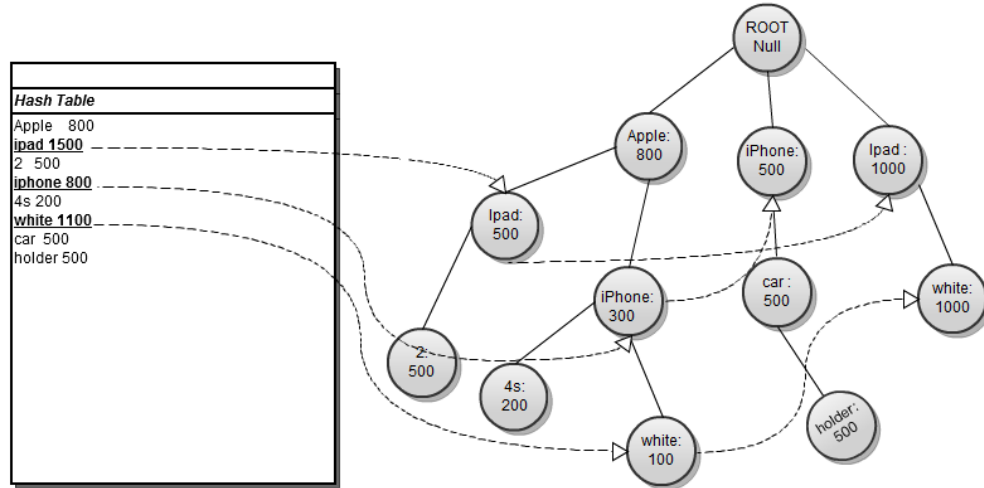 Hash Table
Apple 800
ipad 1500
2 500
iphone 800
4s 200
white 1100
car 500
holder 500
ROOT
Null
Apple:
800
iPhone:
500
Ipad :
1000
Ipad:
500
iPhone:
300
car :
500
white:
1000
2:
500
4s:
200
white:
100
holder:
500